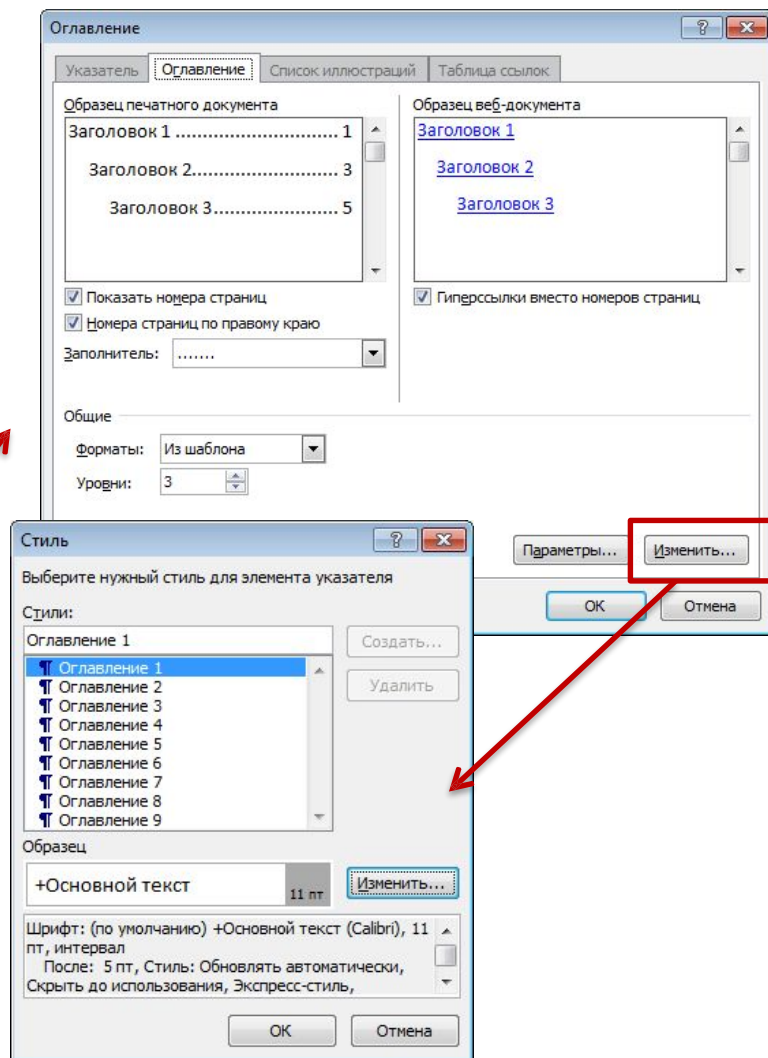 Оглавление
Указатель Оглавление Список иллюстраций Таблица ссылок
Образец печатного документа
Заголовок 1 ................................ 1
Заголовок 2............................ 3
Заголовок 3........................ 5
Образец веб-документа
Заголовок 1
Заголовок 2
Заголовок 3
Показать номера страниц
Номера страниц по правому краю
Заполнитель: .......
Гиперссылки вместо номеров страниц
Общие
Форматы: Из шаблона
Уровни: 3
Параметры... Изменить...
ОК Отмена
Стиль
Выберите нужный стиль для элемента указателя
Стили:
Оглавление 1
¶ Оглавление 1
¶ Оглавление 2
¶ Оглавление 3
¶ Оглавление 4
¶ Оглавление 5
¶ Оглавление 6
¶ Оглавление 7
¶ Оглавление 8
¶ Оглавление 9
Создать...
Удалить
Образец
+Основной текст 11 пт
Изменить...
Шрифт: (по умолчанию) +Основной текст (Calibri), 11
пт, интервал
После: 5 пт, Стиль: Обновлять автоматически,
Скрыть до использования, Экспресс-стиль,
ОК Отмена